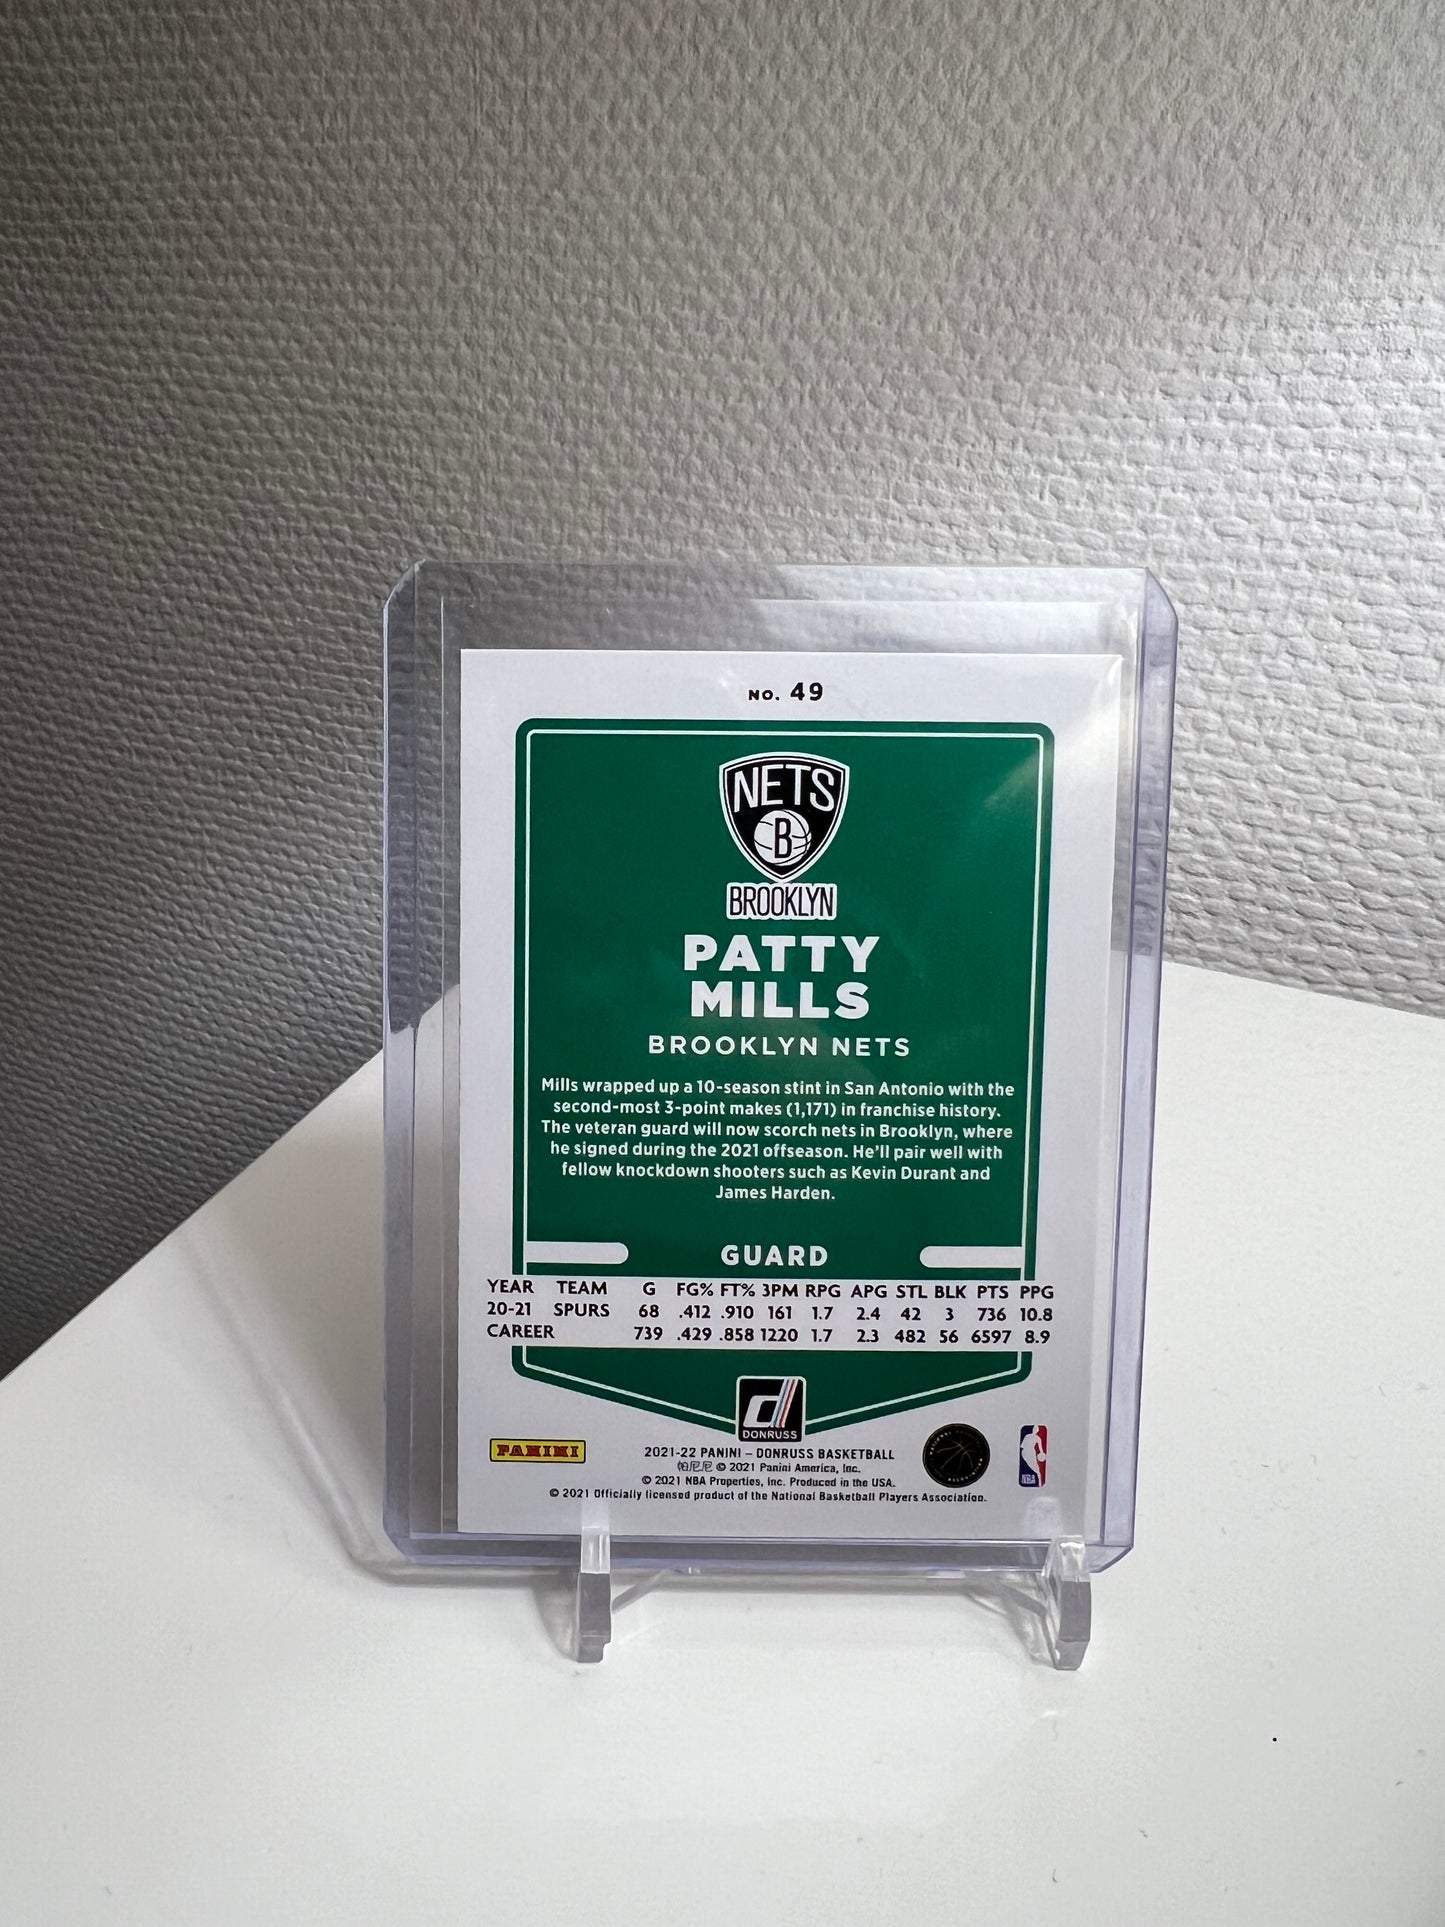 NO. 49
NETS
B
BROOKLYN
PATTY
MILLS
BROOKLYN NETS
Mills wrapped up a 10-season stint in San Antonio with the
second-most 3-point makes (1,171) in franchise history.
The veteran guard will now scorch nets in Brooklyn, where
he signed during the 2021 offseason. He'll pair well with
fellow knockdown shooters such as Kevin Durant and
James Harden.
GUARD
YEAR TEAM G FG% FT% 3PM RPG APG STL BLK PTS PPG
20-21 SPURS 68 .412 .910 161 1.7 2.4 42 3 736 10.8
CAREER 739 .429 .858 1220 1.7 2.3 482 56 6597 8.9
d
DONRUSS
PANINI
2021-22 PANINI – DONRUSS BASKETBALL
帕尼尼 © 2021 Panini America, Inc.
© 2021 NBA Properties, Inc. Produced in the USA.
© 2021 Officially licensed product of the National Basketball Players Association.
NBA